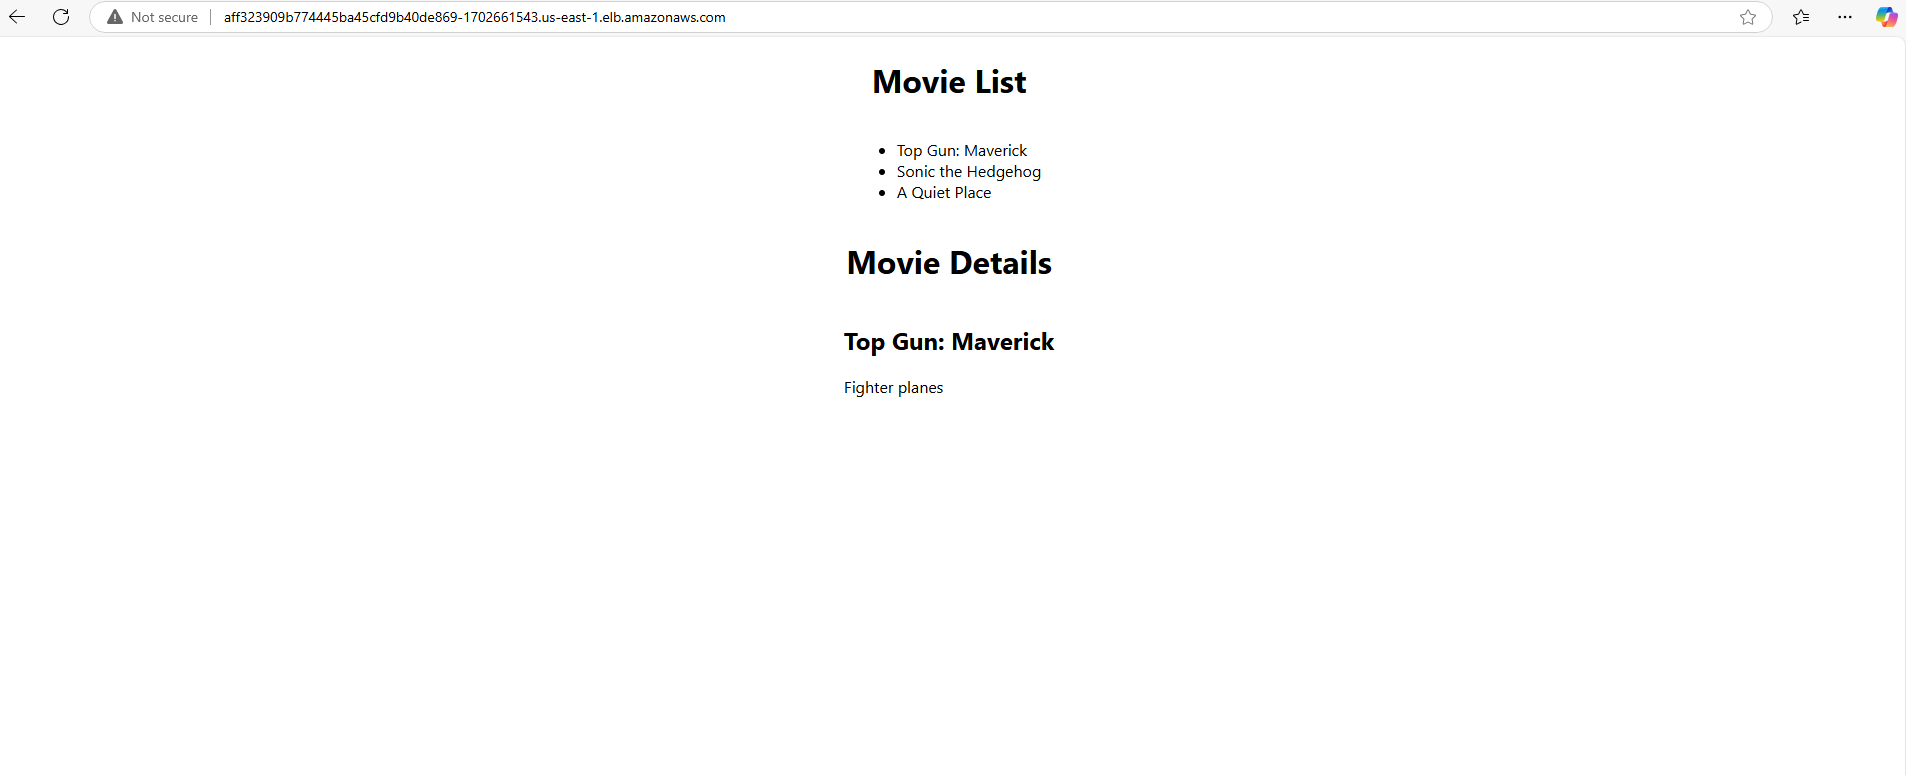 Not secure aff323909b774445ba45cfd9b40de869-1702661543.us-east-1.elb.amazonaws.com
Movie List
Top Gun: Maverick
Sonic the Hedgehog
A Quiet Place
Movie Details
Top Gun: Maverick
Fighter planes